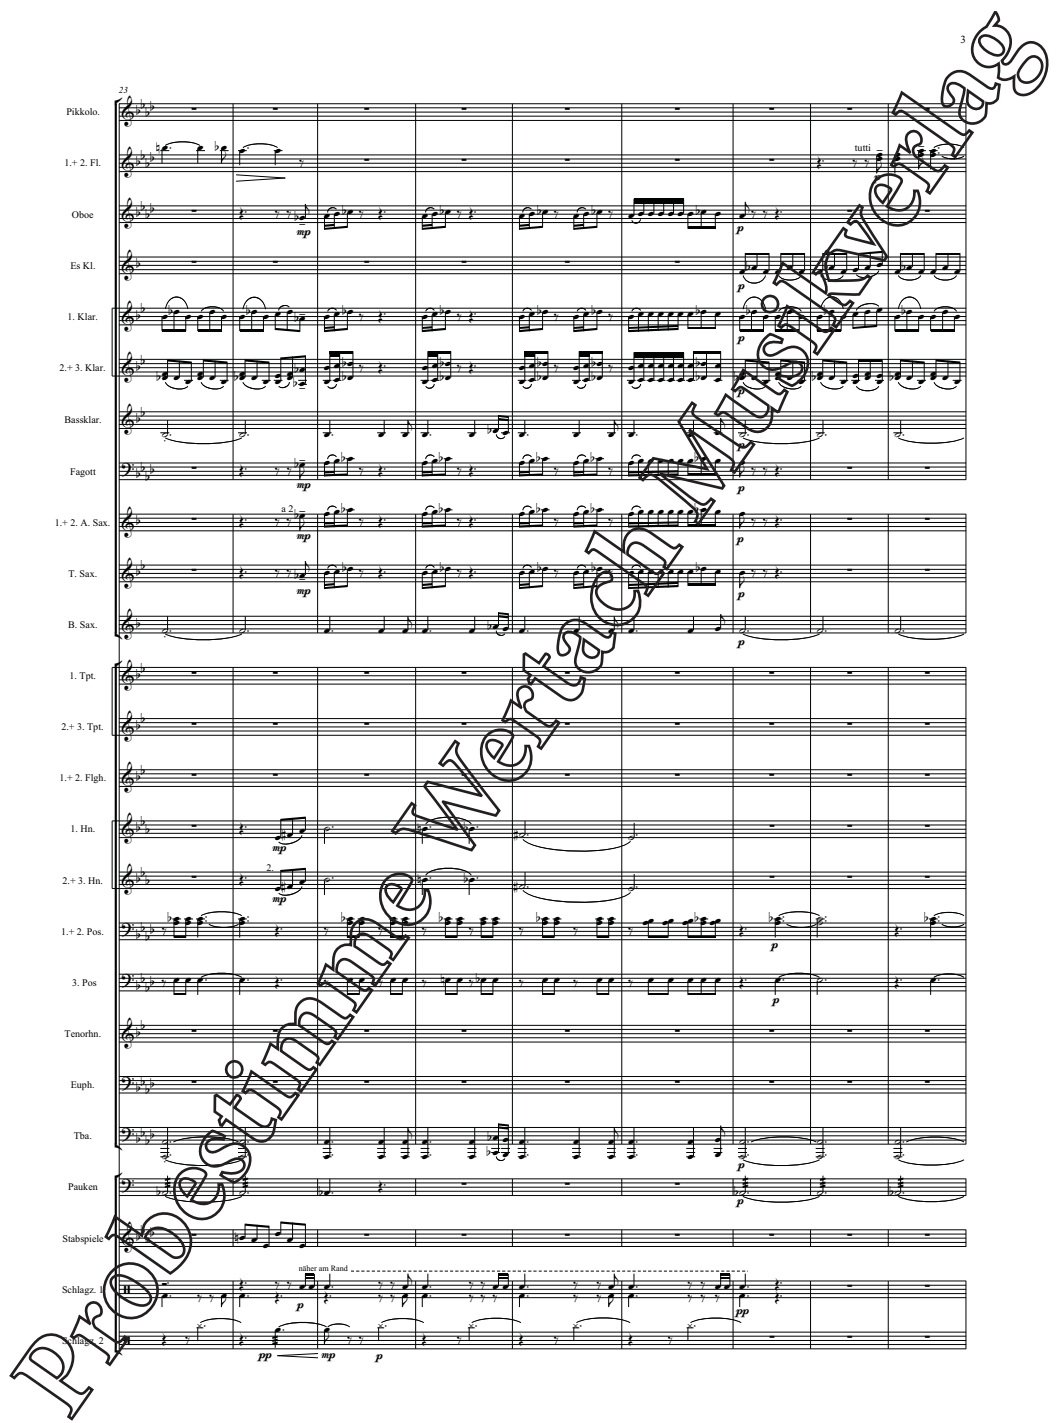 3
23
Pikkolo.
1.+ 2. Fl.
tutti
Oboe
mp
p
Es Kl.
p
1. Klar.
p
2.+ 3. Klar.
p
Bassklar.
p
Fagott
mp
p
a 2
1.+ 2. A. Sax.
mp
p
T. Sax.
mp
p
B. Sax.
p
1. Tpt.
2.+ 3. Tpt.
1.+ 2. Flgh.
1. Hn.
mp
2.
2.+ 3. Hn.
mp
1.+ 2. Pos.
p
3. Pos
p
Tenorhn.
Euph.
Tba.
p
Pauken
p
Stabspiele
näher am Rand
Schlagz. 1
p
pp
Schlagz. 2
pp
mp
p
Probestimme Wertach Musikverlag